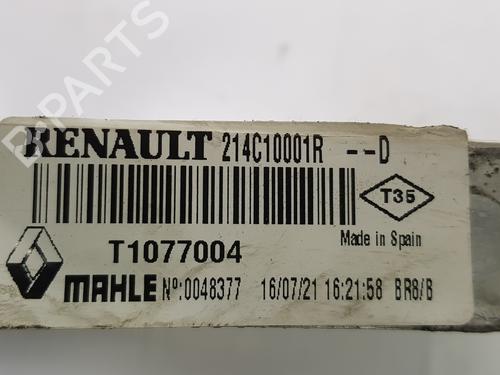 B-PARTS
RENAULT 214C10001R --D
T35
Made in Spain
T1077004
MAHLE Nº:0048377 16/07/21 16:21:58 BR8/B